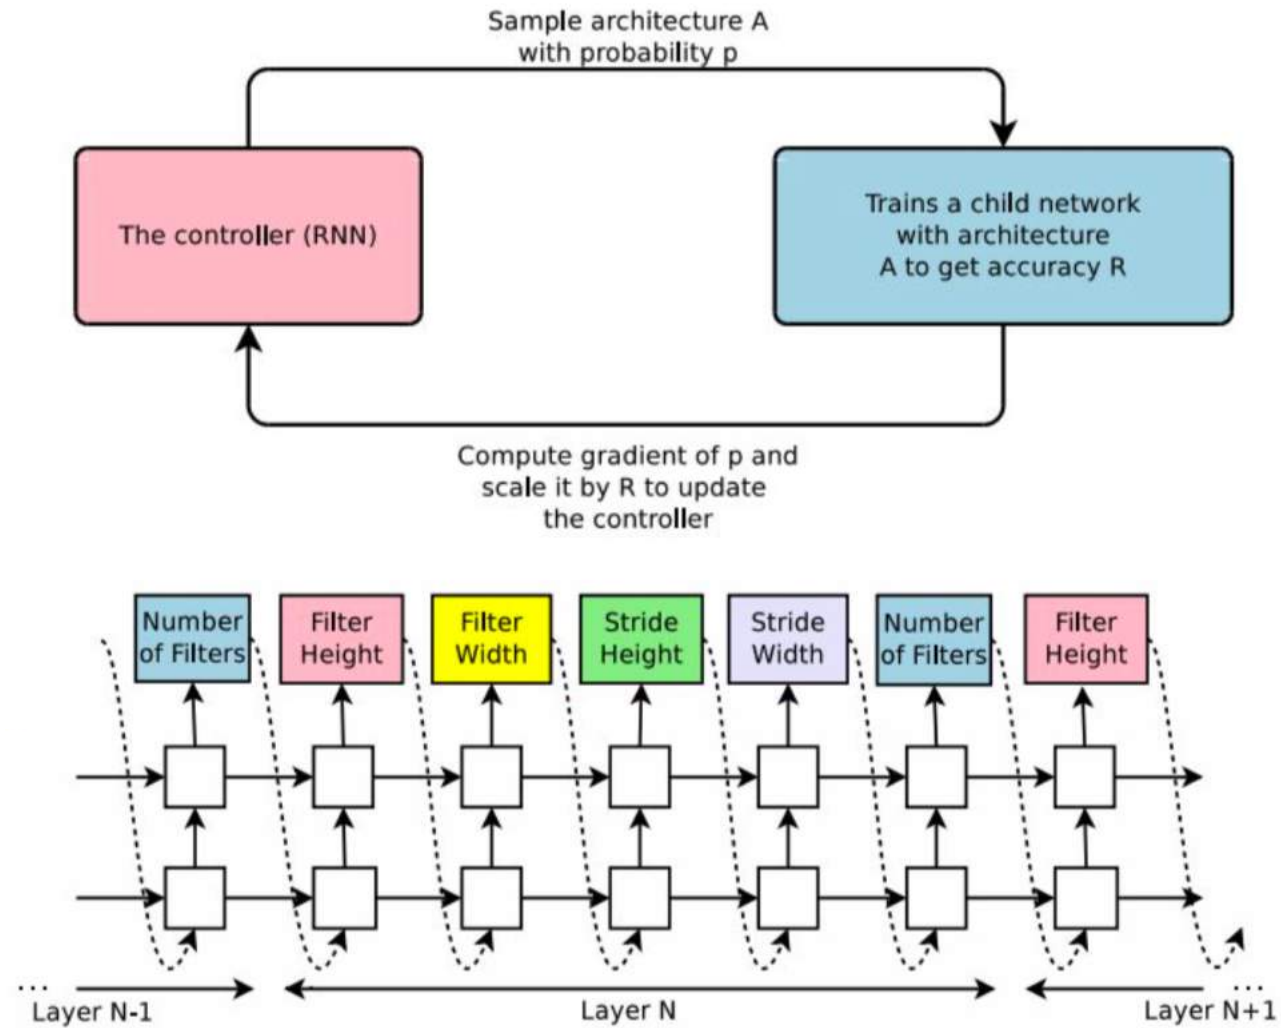 Sample architecture A
with probability p
The controller (RNN)
Trains a child network
with architecture
A to get accuracy R
Compute gradient of p and
scale it by R to update
the controller
Number
of Filters
Filter
Height
Filter
Width
Stride
Height
Stride
Width
Number
of Filters
Filter
Height
...
Layer N-1
Layer N
...
Layer N+1